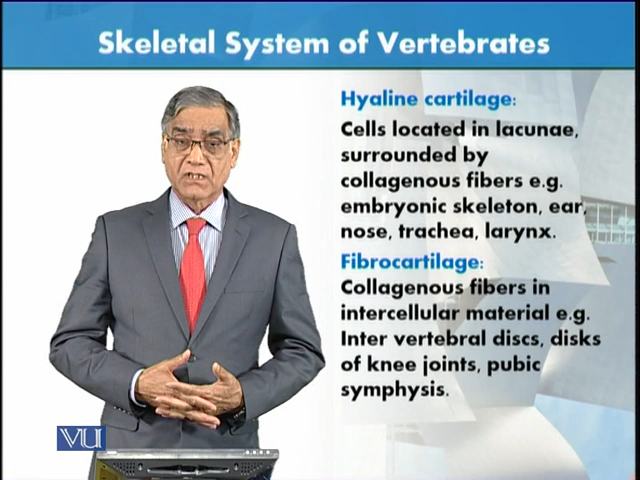 Skeletal System of Vertebrates
Hyaline cartilage:
Cells located in lacunae,
surrounded by
collagenous fibers e.g.
embryonic skeleton, ear,
nose, trachea, larynx.
Fibrocartilage:
Collagenous fibers in
intercellular material e.g.
Inter vertebral discs, disks
of knee joints, pubic
symphysis.
VU